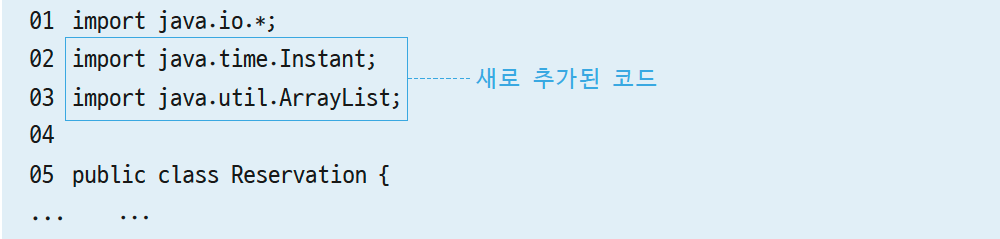 01 import java.io.*;
02 import java.time.Instant;
03 import java.util.ArrayList;
새로 추가된 코드
04
05 public class Reservation {
... ...